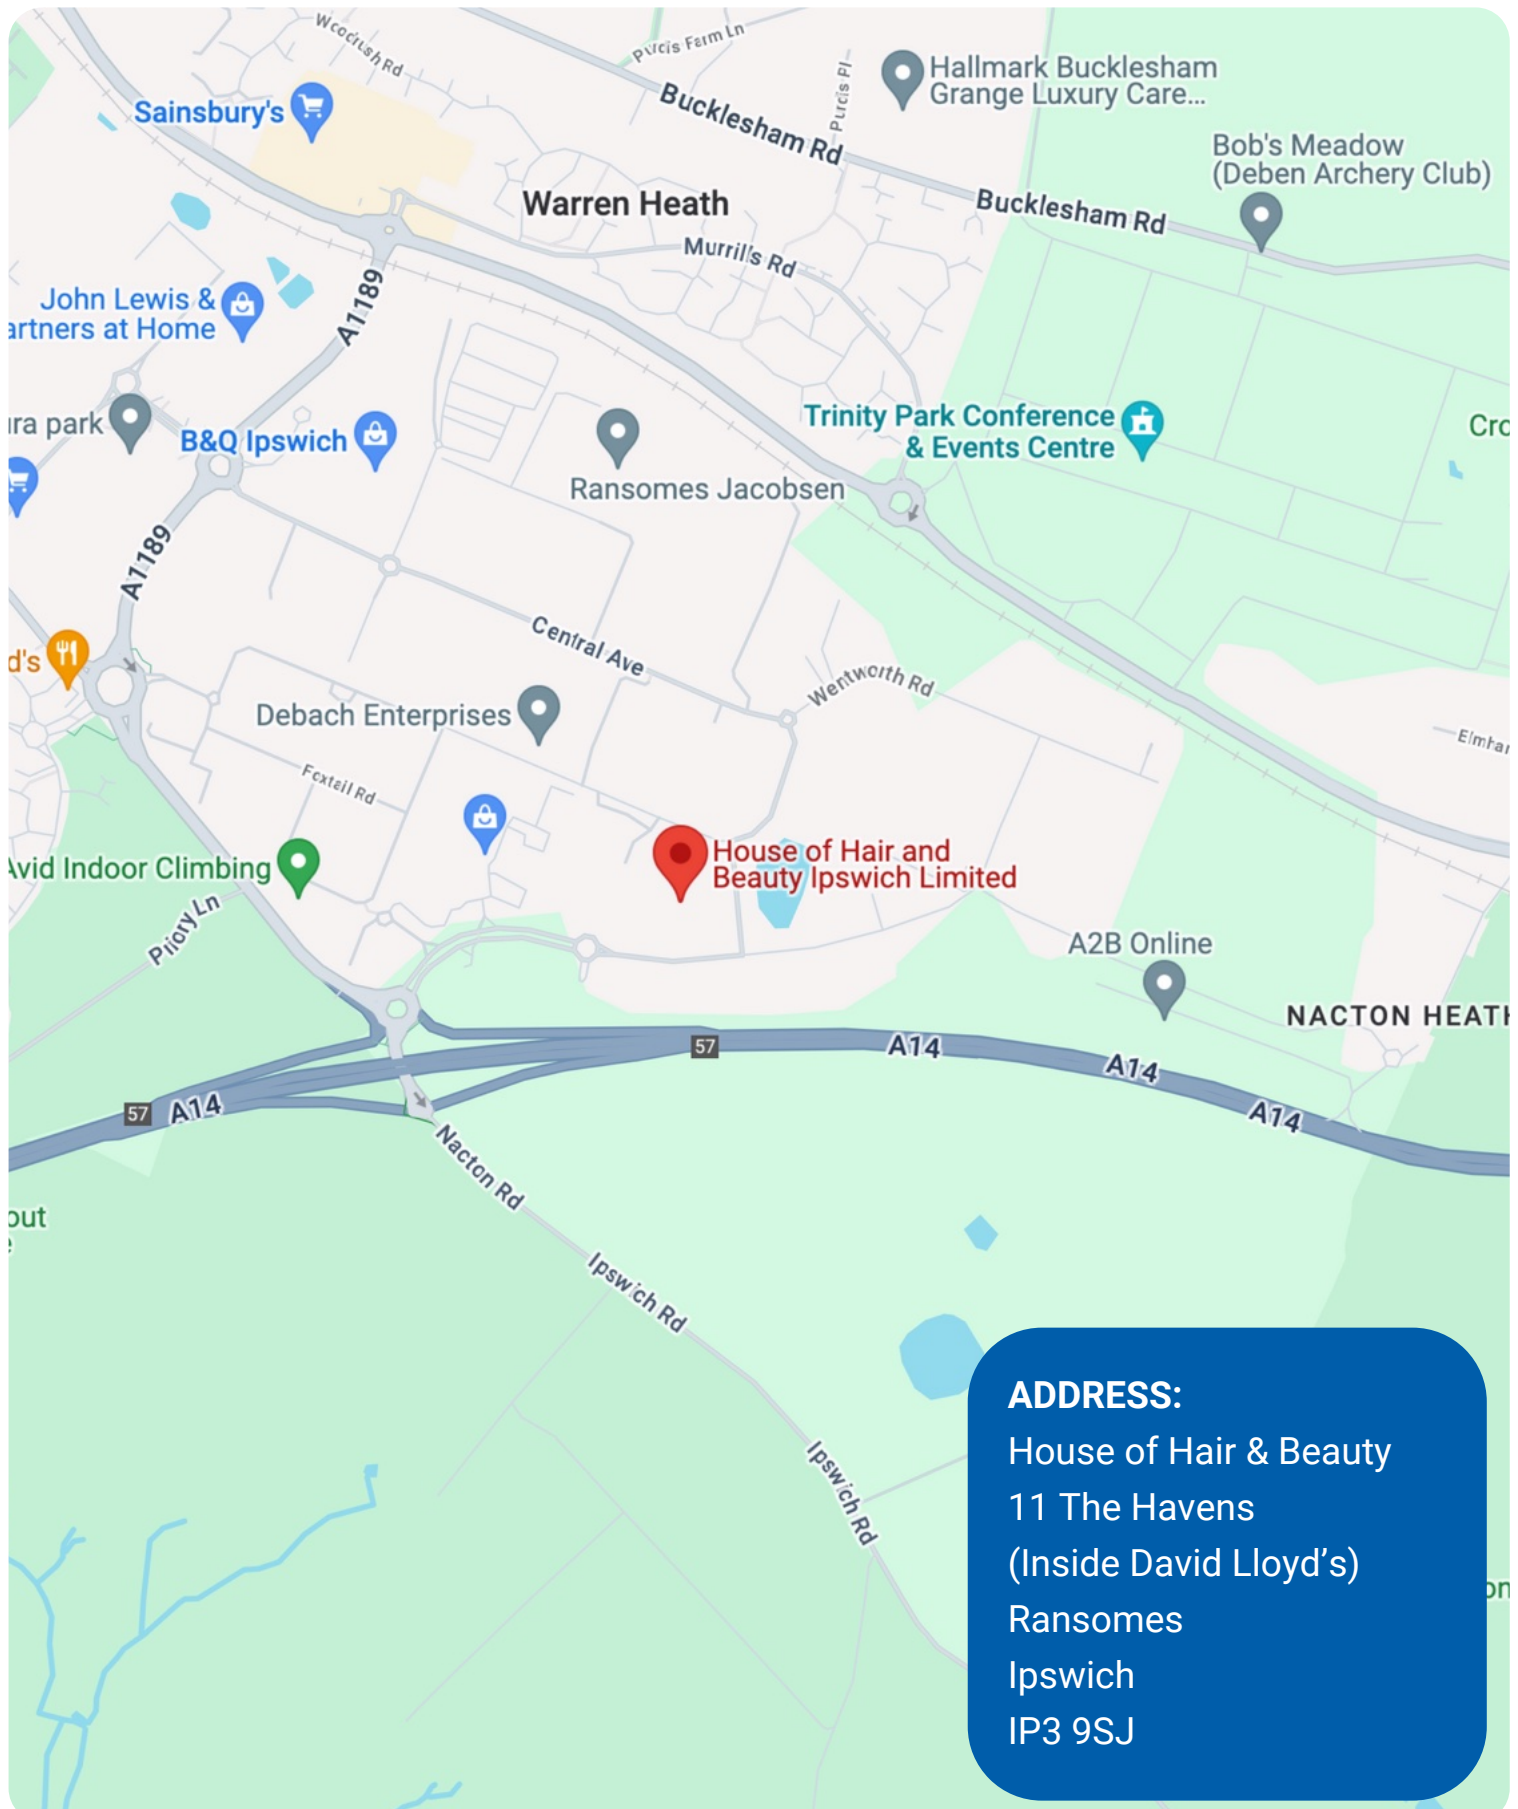 Woodrush Rd
Purdis Farm Ln
Purdis Pl
Hallmark Bucklesham
Grange Luxury Care...
Sainsbury's
Bucklesham Rd
Bob's Meadow
(Deben Archery Club)
Warren Heath
Bucklesham Rd
Murrills Rd
John Lewis &
artners at Home
A1189
ura park
B&Q Ipswich
Trinity Park Conference
& Events Centre
Cro
Ransomes Jacobsen
A1189
Central Ave
d's
Wentworth Rd
Debach Enterprises
Elmha
Foxtail Rd
House of Hair and
Beauty Ipswich Limited
Avid Indoor Climbing
Priory Ln
A2B Online
NACTON HEATH
57
A14
A14
57
A14
A14
Nacton Rd
out
Ipswich Rd
Ipswich Rd
ADDRESS:
House of Hair & Beauty
11 The Havens
(Inside David Lloyd’s)
Ransomes
Ipswich
IP3 9SJ
on